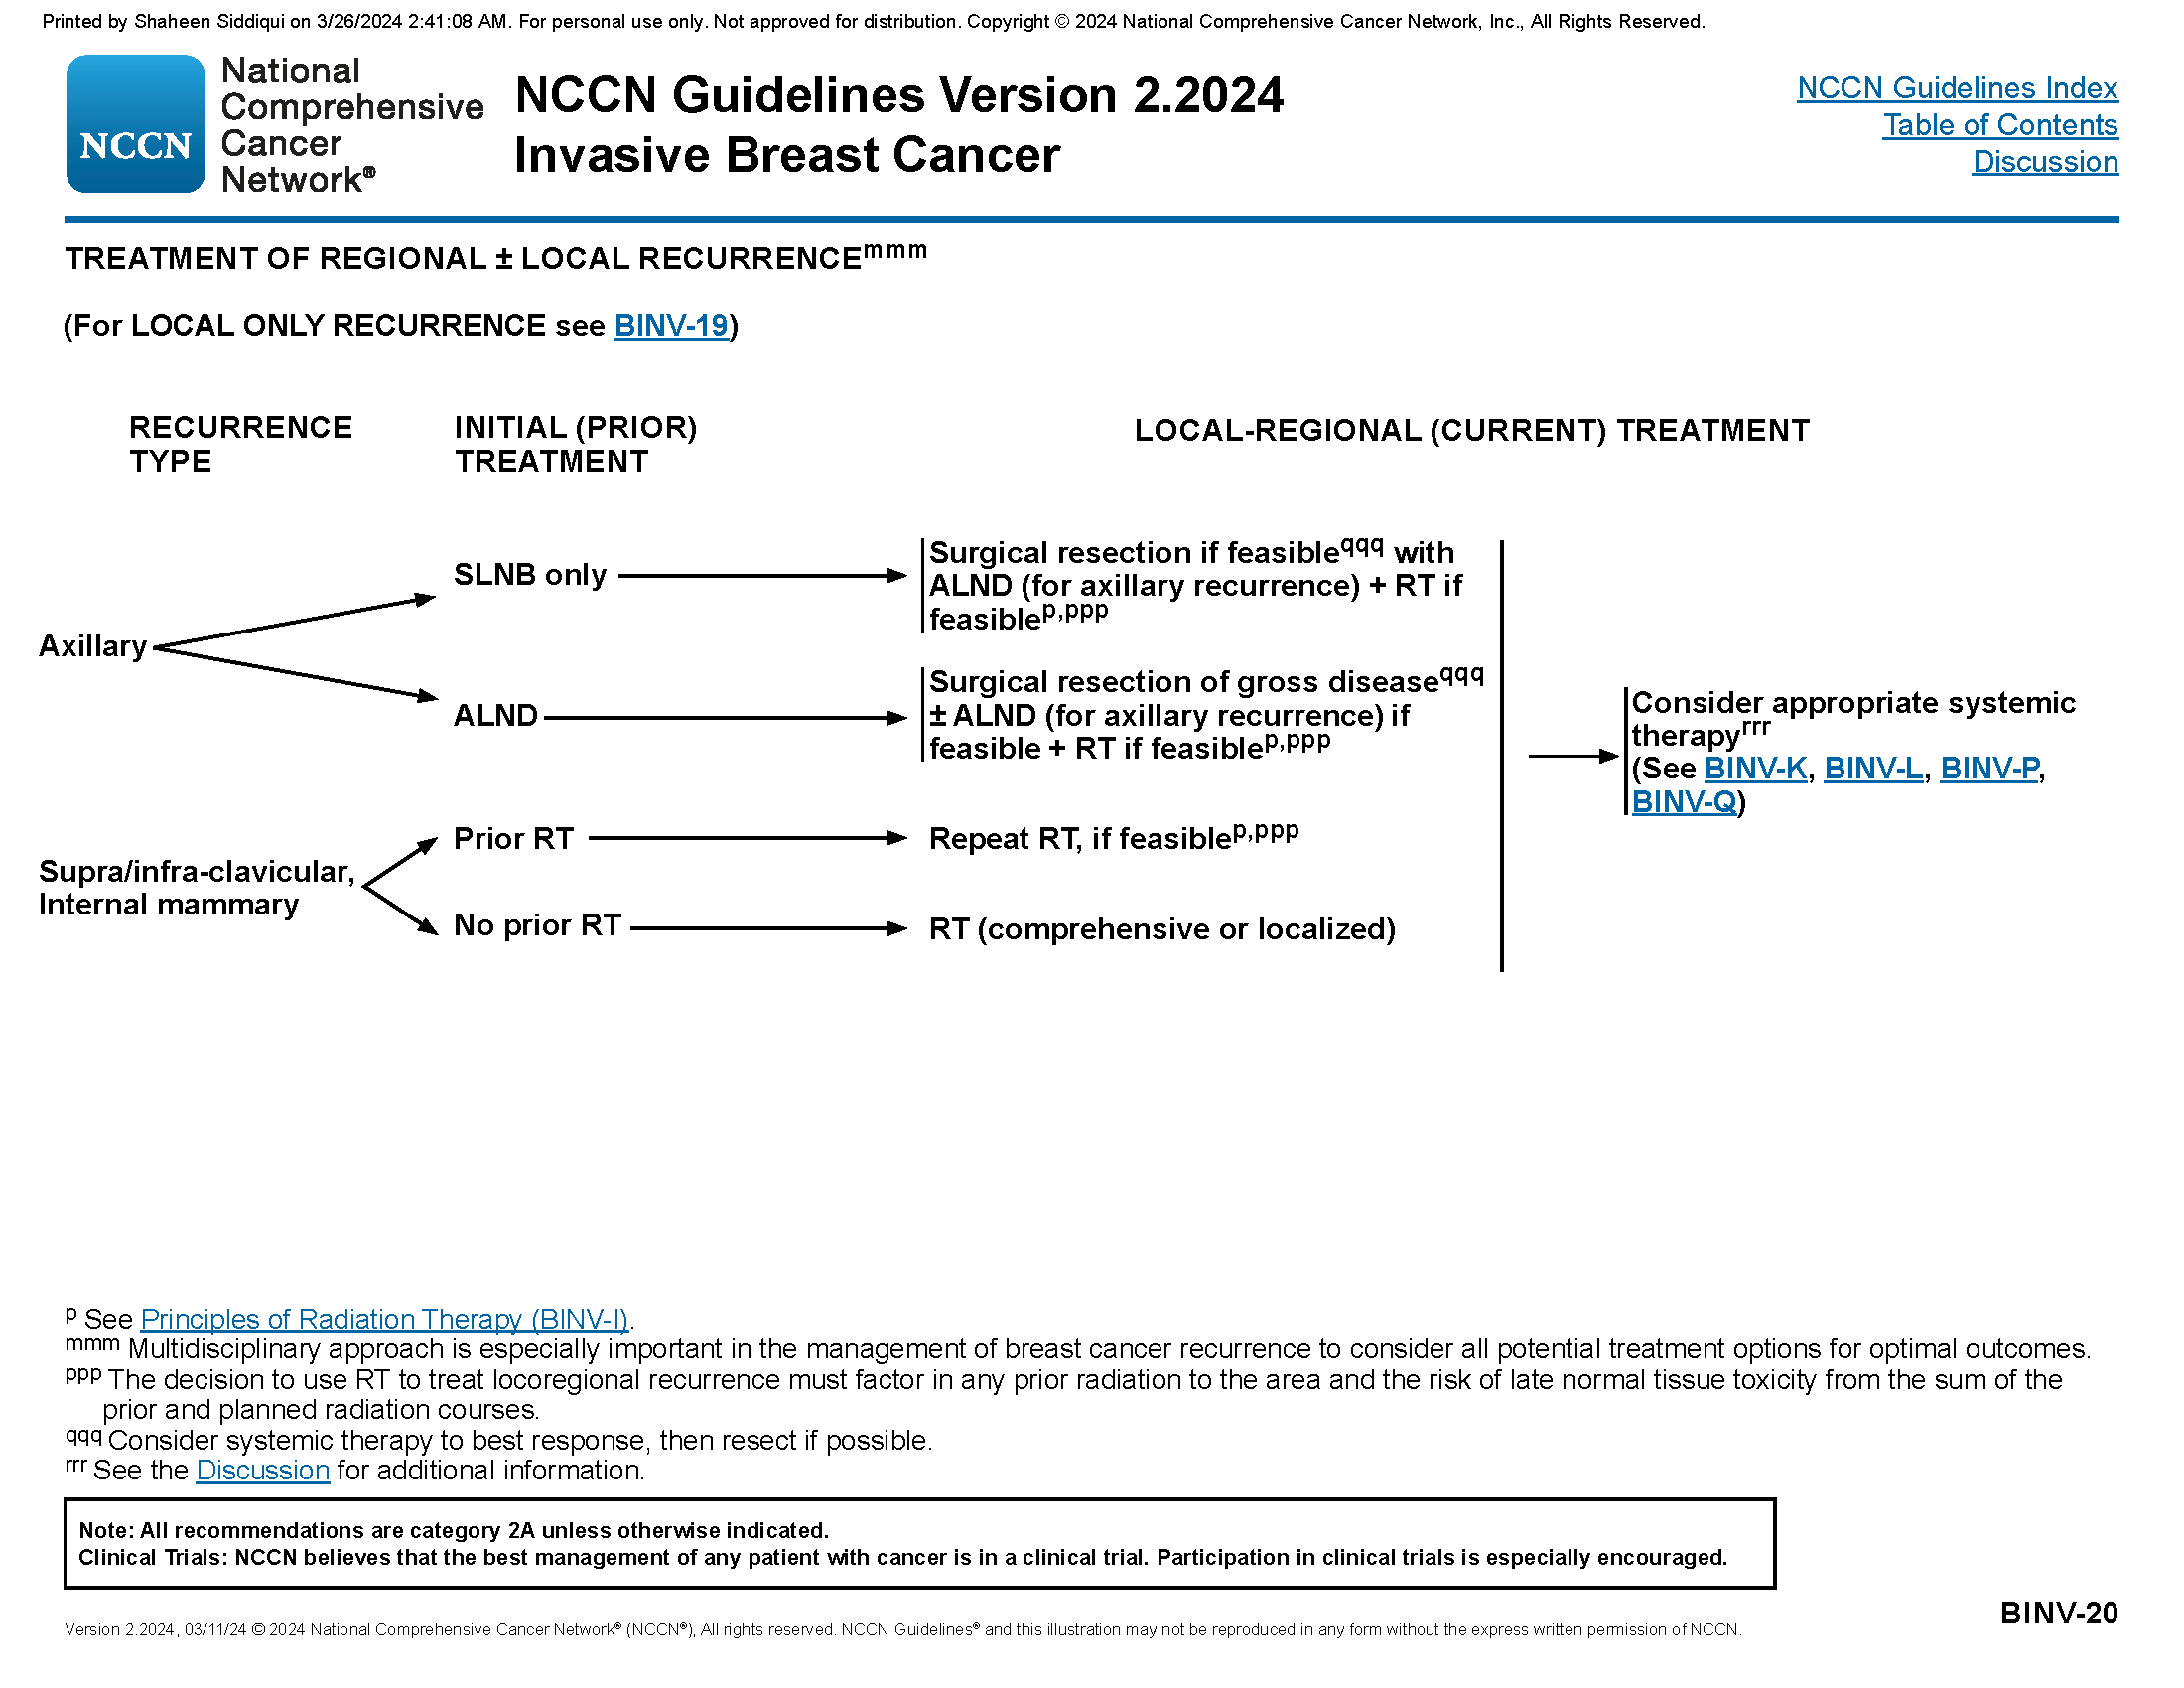 Printed by Shaheen Siddiqui on 3/26/2024 2:41:08 AM. For personal use only. Not approved for distribution. Copyright © 2024 National Comprehensive Cancer Network, Inc., All Rights Reserved.
NCCN
National
Comprehensive
Cancer
Network®
NCCN Guidelines Version 2.2024
Invasive Breast Cancer
NCCN Guidelines Index
Table of Contents
Discussion
TREATMENT OF REGIONAL ± LOCAL RECURRENCEmmm
(For LOCAL ONLY RECURRENCE see BINV-19)
RECURRENCE
TYPE
INITIAL (PRIOR)
TREATMENT
LOCAL-REGIONAL (CURRENT) TREATMENT
Axillary
SLNB only
Surgical resection if feasibleqqq with
ALND (for axillary recurrence) + RT if
feasiblep,ppp
ALND
Surgical resection of gross diseaseqqq
± ALND (for axillary recurrence) if
feasible + RT if feasiblep,ppp
Supra/infra-clavicular,
Internal mammary
Prior RT
Repeat RT, if feasiblep,ppp
No prior RT
RT (comprehensive or localized)
Consider appropriate systemic
therapyrrr
(See BINV-K, BINV-L, BINV-P,
BINV-Q)
p See Principles of Radiation Therapy (BINV-I).
mmm Multidisciplinary approach is especially important in the management of breast cancer recurrence to consider all potential treatment options for optimal outcomes.
ppp The decision to use RT to treat locoregional recurrence must factor in any prior radiation to the area and the risk of late normal tissue toxicity from the sum of the
prior and planned radiation courses.
qqq Consider systemic therapy to best response, then resect if possible.
rrr See the Discussion for additional information.
Note: All recommendations are category 2A unless otherwise indicated.
Clinical Trials: NCCN believes that the best management of any patient with cancer is in a clinical trial. Participation in clinical trials is especially encouraged.
BINV-20
Version 2.2024, 03/11/24 © 2024 National Comprehensive Cancer Network® (NCCN®), All rights reserved. NCCN Guidelines® and this illustration may not be reproduced in any form without the express written permission of NCCN.